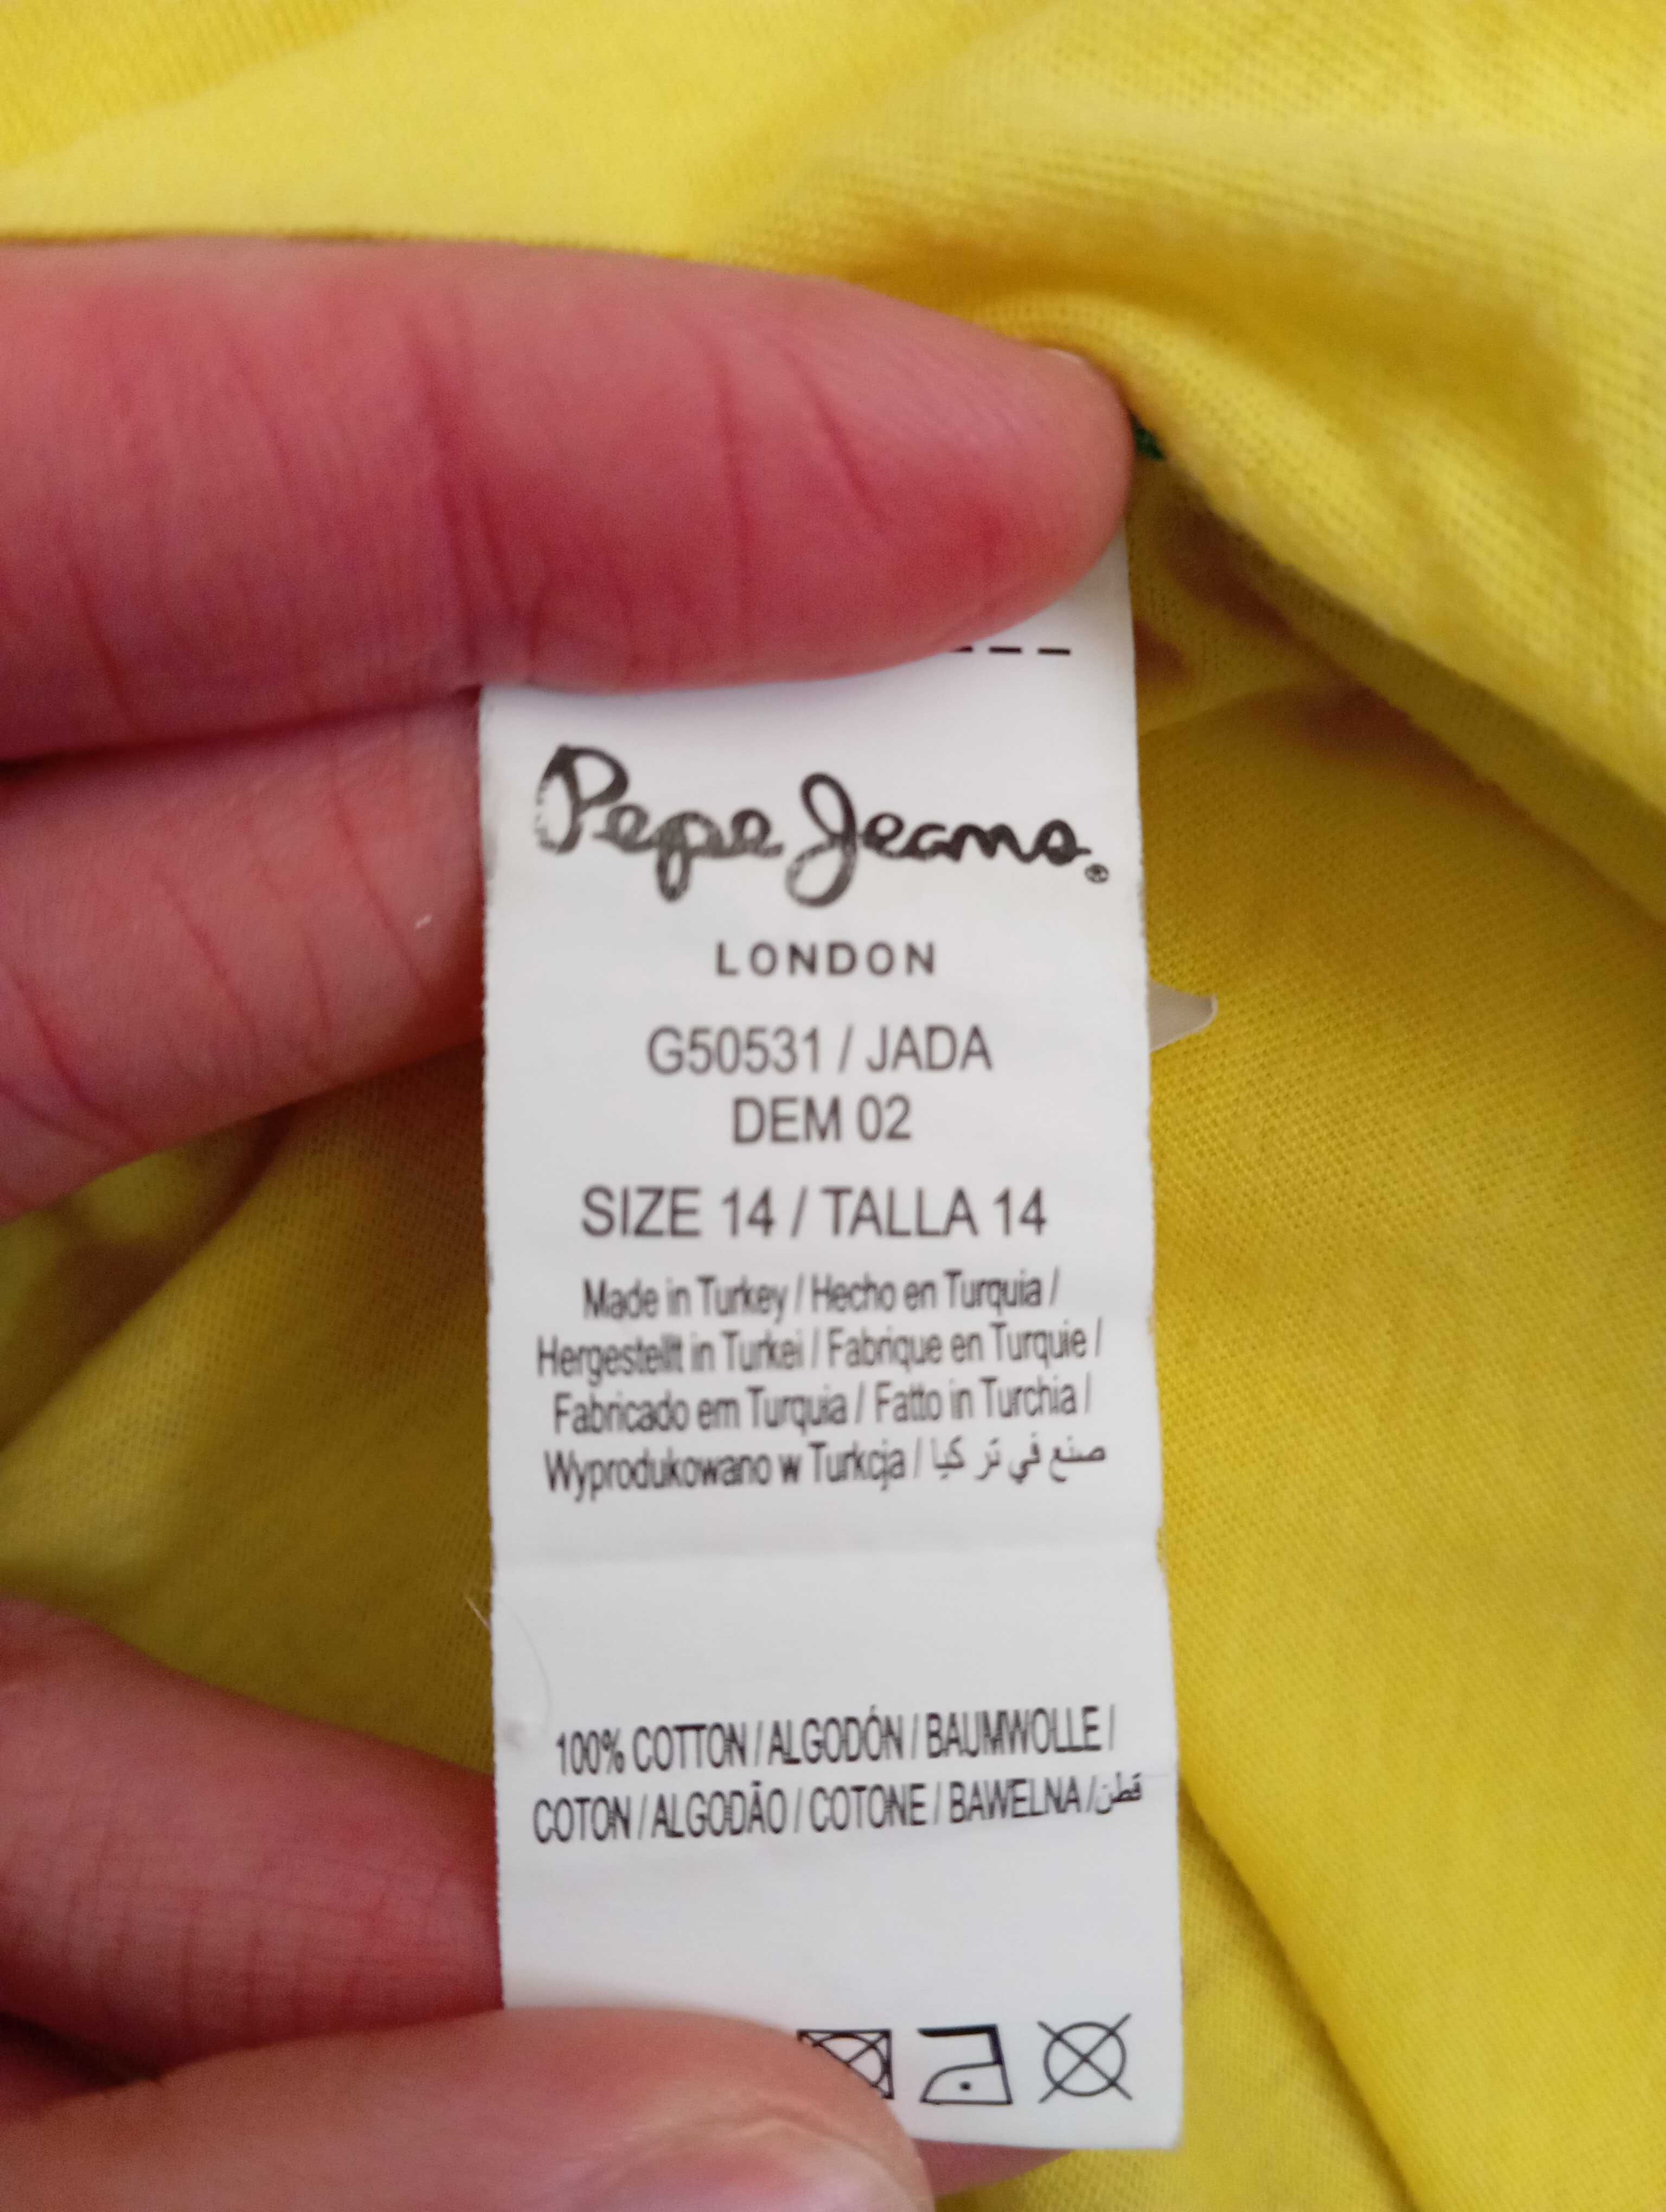 Pepe Jeans®
LONDON
G50531 / JADA
DEM 02
SIZE 14 / TALLA 14
Made in Turkey / Hecho en Turquia /
Hergestellt in Turkei / Fabrique en Turquie /
Fabricado em Turquia / Fatto in Turchia /
Wyprodukowano w Turkcja / صنع في تركيا
100% COTTON / ALGODÓN / BAUMWOLLE /
COTON / ALGODÃO / COTONE / BAWELNA / قطن